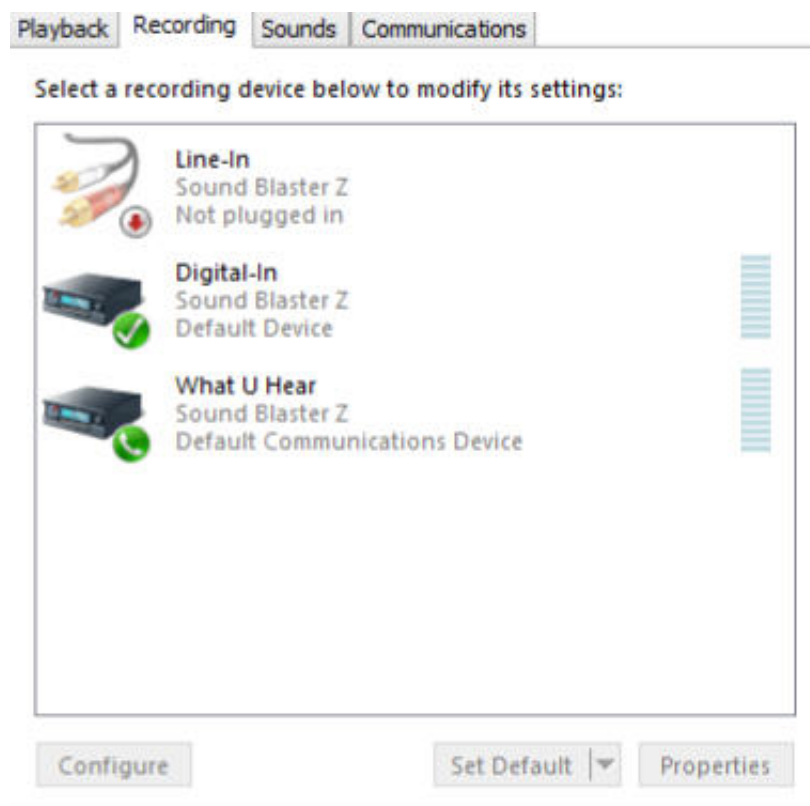 Playback Recording Sounds Communications
Select a recording device below to modify its settings:
Line-In
Sound Blaster Z
Not plugged in
Digital-In
Sound Blaster Z
Default Device
What U Hear
Sound Blaster Z
Default Communications Device
Configure Set Default Properties